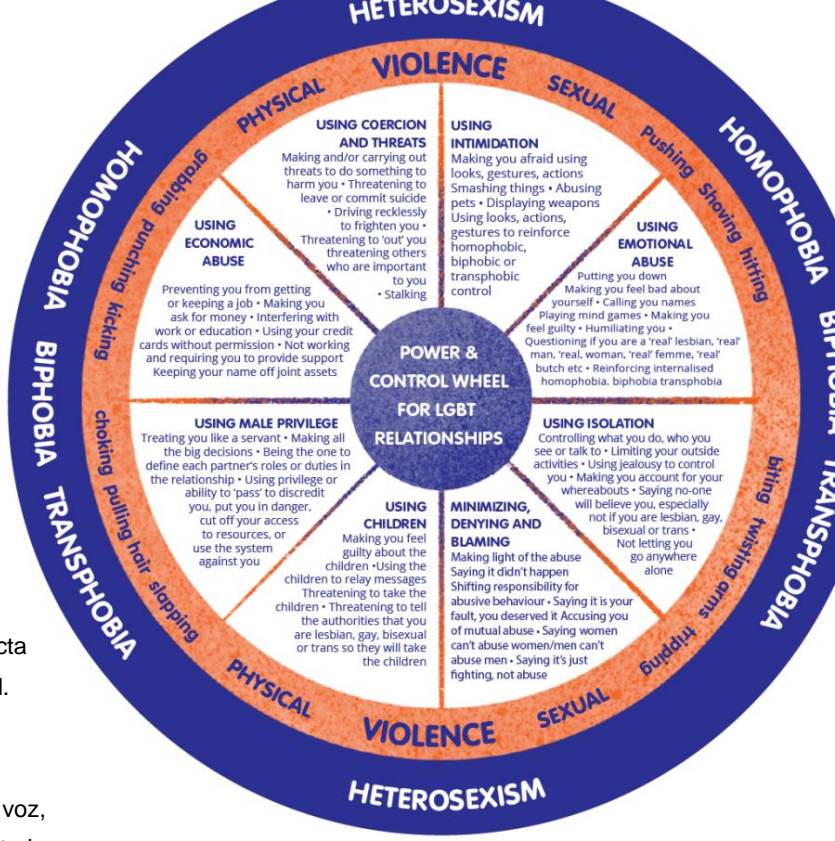 HETEROSEXISM
HOMOPHOBIA
HOMOPHOBIA
BIPHOBIA
TRANSPHOBIA
TRANSPHOBIA
HETEROSEXISM
PHYSICAL
VIOLENCE
SEXUAL
Pushing Shoving hitting
grabbing punching kicking
choking pulling hair slapping
biting twisting arms tripping
PHYSICAL
VIOLENCE
SEXUAL
USING COERCION
AND THREATS
Making and/or carrying out
threats to do something to
harm you • Threatening to
leave or commit suicide
• Driving recklessly
to frighten you •
Threatening to ‘out’ you
threatening others
who are important
to you
• Stalking
USING
INTIMIDATION
Making you afraid using
looks, gestures, actions
Smashing things • Abusing
pets • Displaying weapons
Using looks, actions,
gestures to reinforce
homophobic,
biphobic or
transphobic
control
USING
ECONOMIC
ABUSE
Preventing you from getting
or keeping a job • Making you
ask for money • Interfering with
work or education • Using your credit
cards without permission • Not working
and requiring you to provide support
Keeping your name off joint assets
USING
EMOTIONAL
ABUSE
Putting you down
Making you feel bad about
yourself • Calling you names
Playing mind games • Making you
feel guilty • Humiliating you •
Questioning if you are a ‘real’ lesbian, ‘real’
man, ‘real, woman, ‘real’ femme, ‘real’
butch etc • Reinforcing internalised
homophobia. biphobia transphobia
POWER &
CONTROL WHEEL
FOR LGBT
RELATIONSHIPS
USING MALE PRIVILEGE
Treating you like a servant • Making all
the big decisions • Being the one to
define each partner’s roles or duties in
the relationship • Using privilege or
ability to ‘pass’ to discredit
you, put you in danger,
cut off your access
to resources, or
use the system
against you
USING ISOLATION
Controlling what you do, who you
see or talk to • Limiting your outside
activities • Using jealousy to control
you • Making you account for your
whereabouts • Saying no-one
will believe you, especially
not if you are lesbian, gay,
bisexual or trans •
Not letting you
go anywhere
alone
USING
CHILDREN
Making you feel
guilty about the
children •Using the
children to relay messages
Threatening to take the
children • Threatening to tell
the authorities that you
are lesbian, gay, bisexual
or trans so they will take
the children
MINIMIZING,
DENYING AND
BLAMING
Making light of the abuse
Saying it didn’t happen
Shifting responsibility for
abusive behaviour • Saying it is your
fault, you deserved it Accusing you
of mutual abuse • Saying women
can’t abuse women/men can’t
abuse men • Saying it’s just
fighting, not abuse
cta
l.
voz,